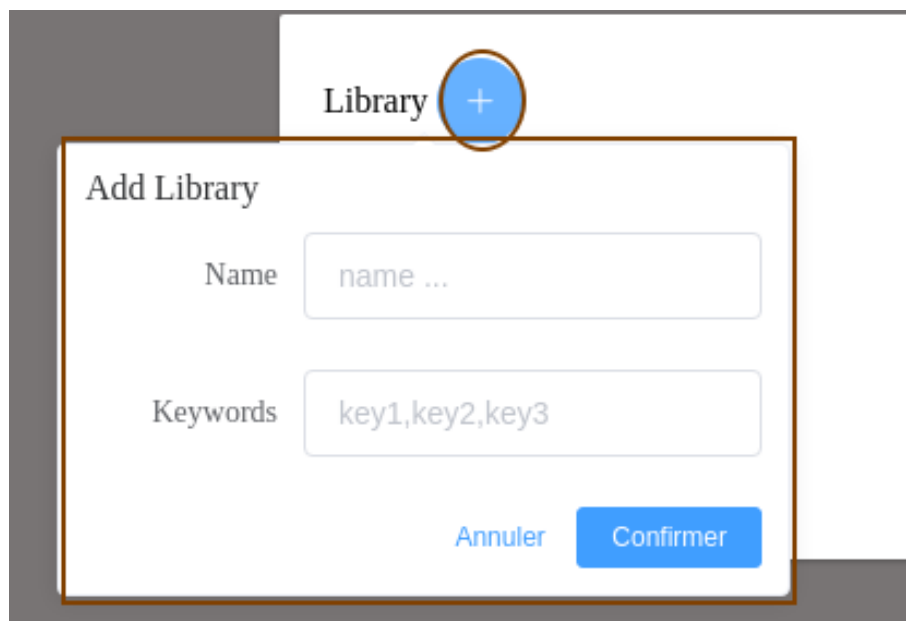 Library +
Add Library
Name name ...
Keywords key1,key2,key3
Annuler Confirmer